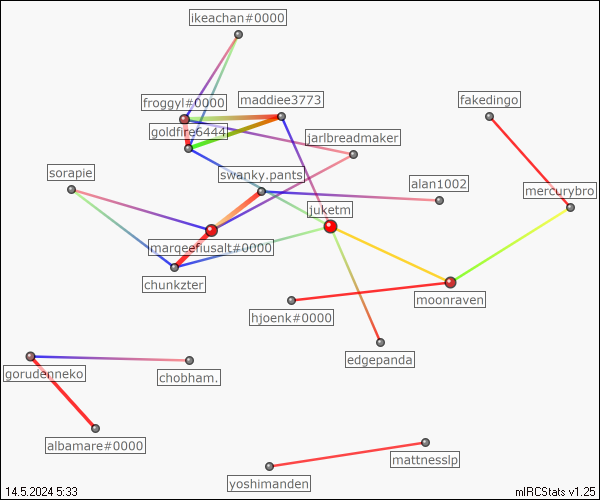 ikeachan#0000
froggyl#0000
maddiee3773
fakedingo
goldfire6444
jarlbreadmaker
sorapie
swanky.pants
alan1002
mercurybro
juketm
marqeefiusalt#0000
chunkzter
moonraven
hjoenk#0000
edgepanda
gorudenneko
chobham.
albamare#0000
mattnesslp
yoshimanden
14.5.2024 5:33
mIRCStats v1.25